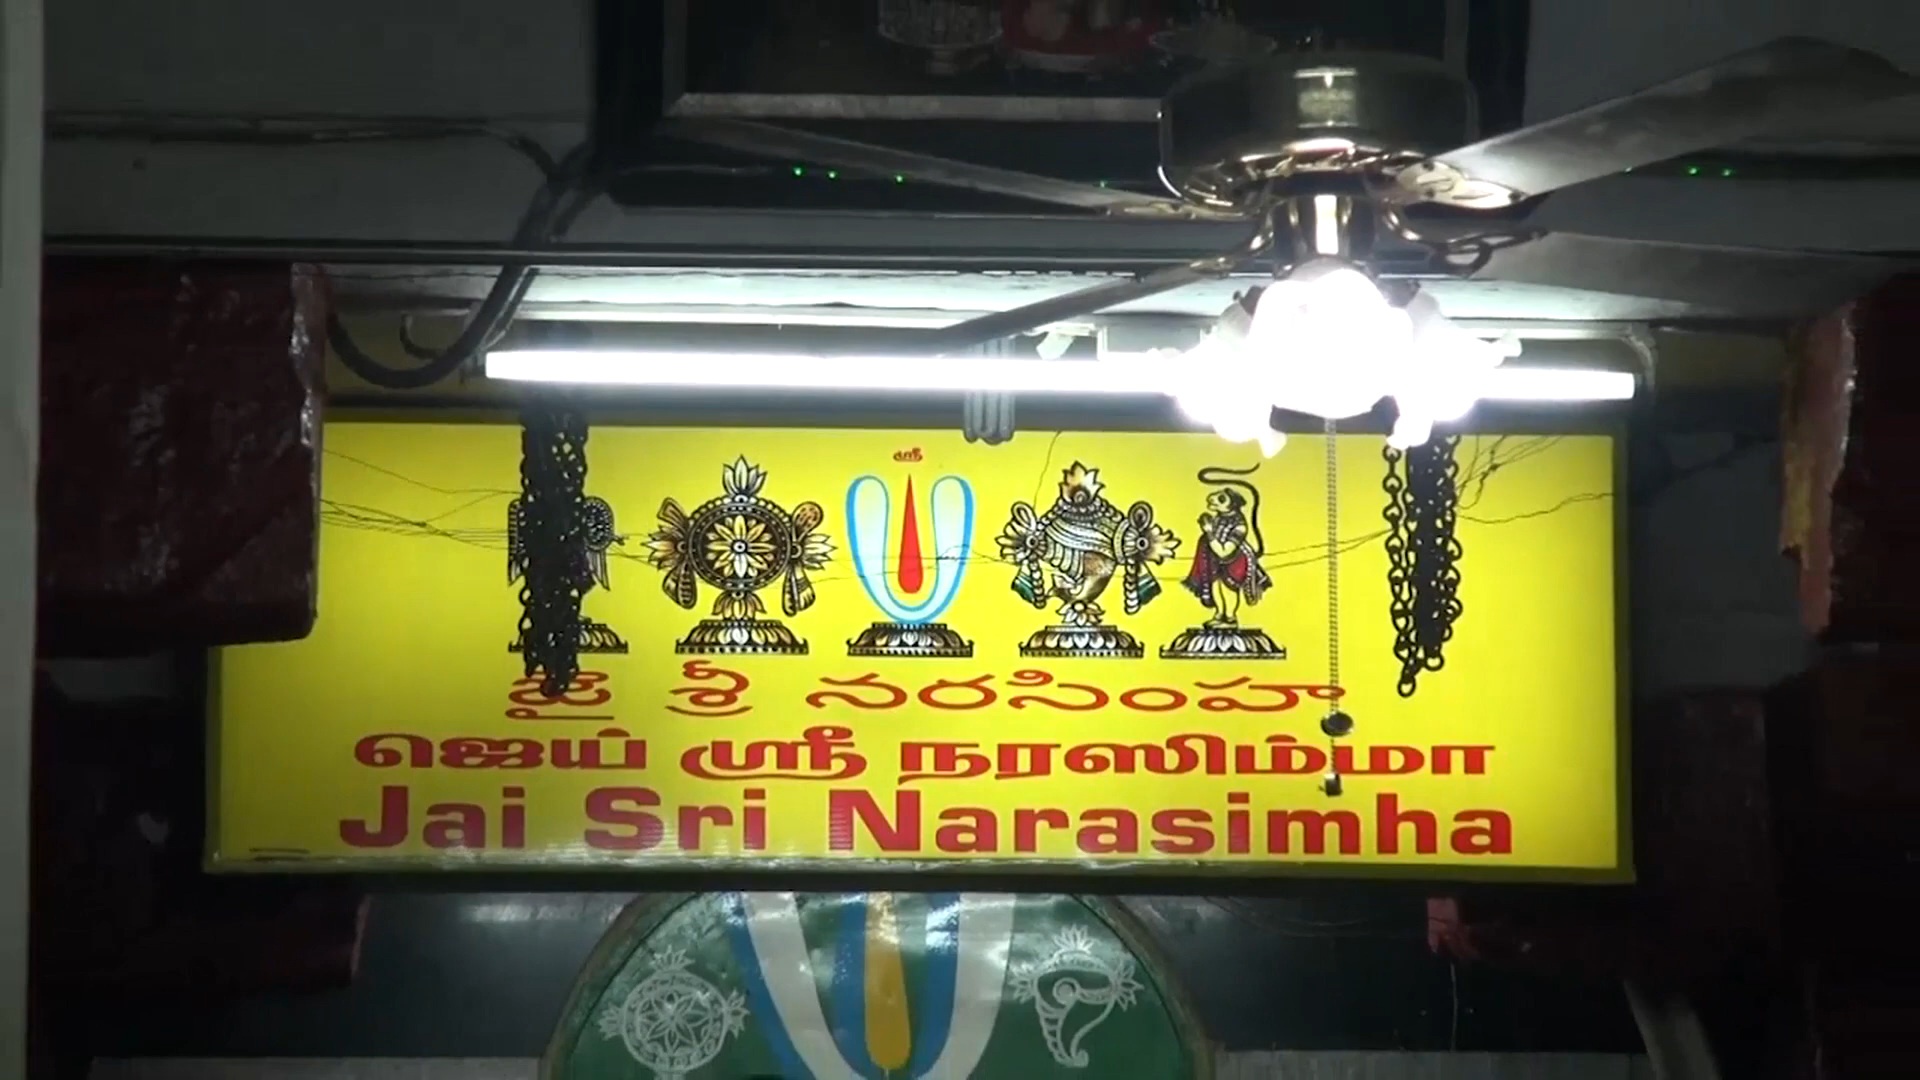 ஸ்ரீ
జై శ్రీ నరసింహ
ஜெய் ஸ்ரீ நரஸிம்மா
Jai Sri Narasimha